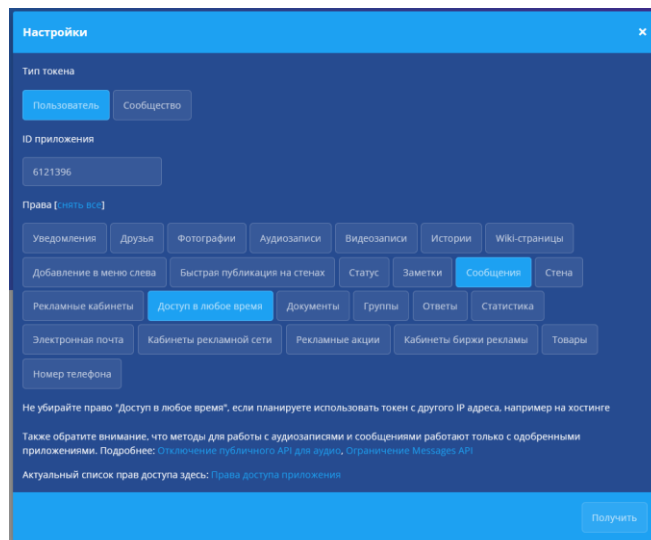 Настройки ×
Тип токена
Пользователь Сообщество
ID приложения
6121396
Права [снять все]
Уведомления Друзья Фотографии Аудиозаписи Видеозаписи Истории Wiki-страницы
Добавление в меню слева Быстрая публикация на стенах Статус Заметки Сообщения Стена
Рекламные кабинеты Доступ в любое время Документы Группы Ответы Статистика
Электронная почта Кабинеты рекламной сети Рекламные акции Кабинеты биржи рекламы Товары
Номер телефона
Не убирайте право "Доступ в любое время", если планируете использовать токен с другого IP адреса, например на хостинге
Также обратите внимание, что методы для работы с аудиозаписями и сообщениями работают только с одобренными
приложениями. Подробнее: Отключение публичного API для аудио, Ограничение Messages API
Актуальный список прав доступа здесь: Права доступа приложения
Получить